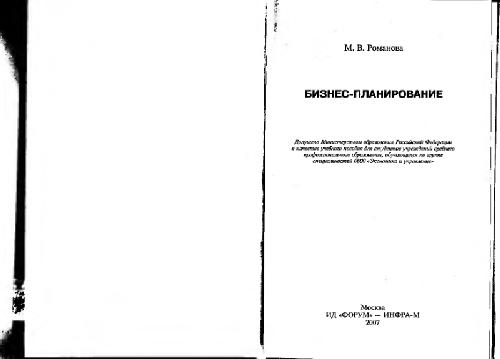 М. В. Романова
БИЗНЕС-ПЛАНИРОВАНИЕ
Допущено Министерством образования Российской Федерации
в качестве учебного пособия для студентов учреждений среднего
профессионального образования, обучающихся по группе
специальностей 0600 «Экономика и управление»
Москва
ИД «ФОРУМ» — ИНФРА-М
2007